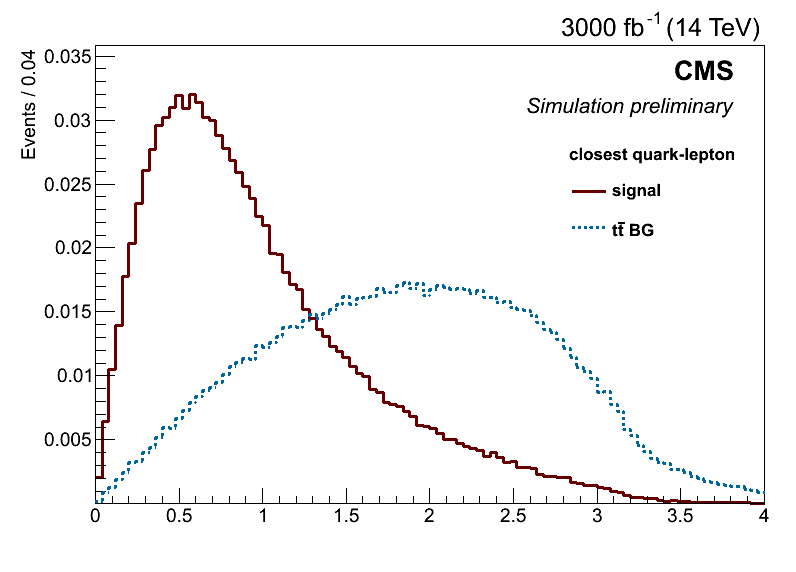 3000 fb⁻¹ (14 TeV)
CMS
Simulation preliminary
closest quark-lepton
signal
tt̄ BG
Events / 0.04
0.035
0.03
0.025
0.02
0.015
0.01
0.005
0 0.5 1 1.5 2 2.5 3 3.5 4